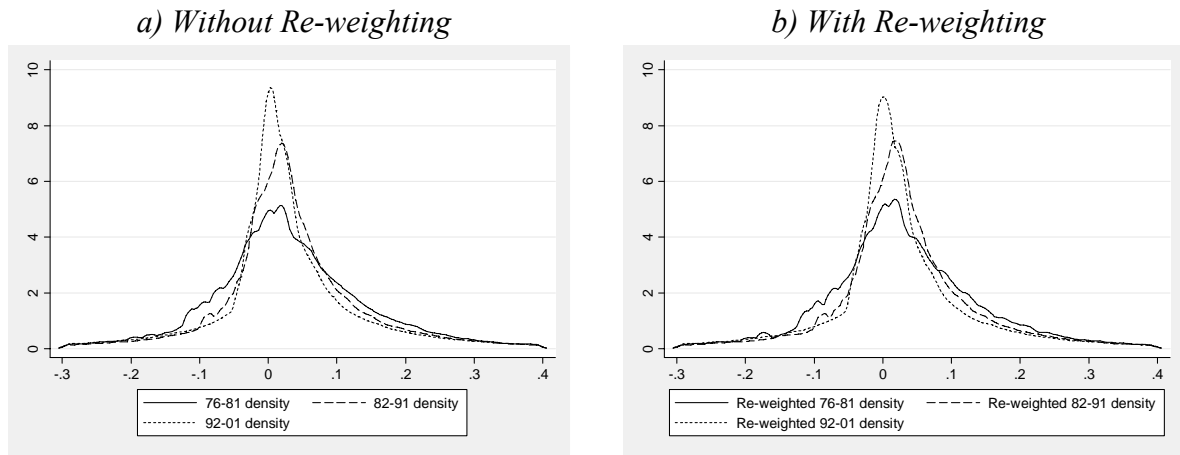 a) Without Re-weighting
10
8
6
4
2
0
-.3 -.2 -.1 0 .1 .2 .3 .4
76-81 density 82-91 density
92-01 density
b) With Re-weighting
10
8
6
4
2
0
-.3 -.2 -.1 0 .1 .2 .3 .4
Re-weighted 76-81 density Re-weighted 82-91 density
Re-weighted 92-01 density